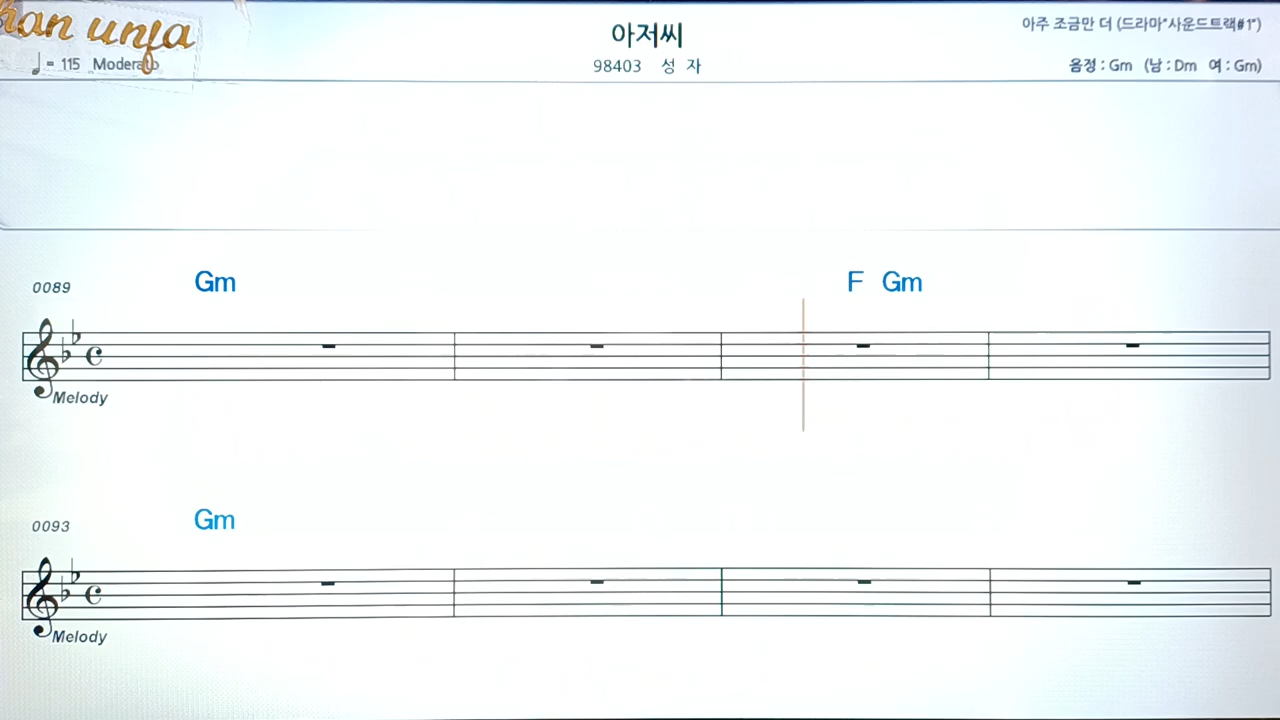 han unja
아저씨
아주 조금만 더 (드라마"사운드트랙#1")
♩= 115 Moderato
98403 성 자
음정 : Gm (남 : Dm 여 : Gm)
Gm F Gm
0089
Melody
Gm
0093
Melody